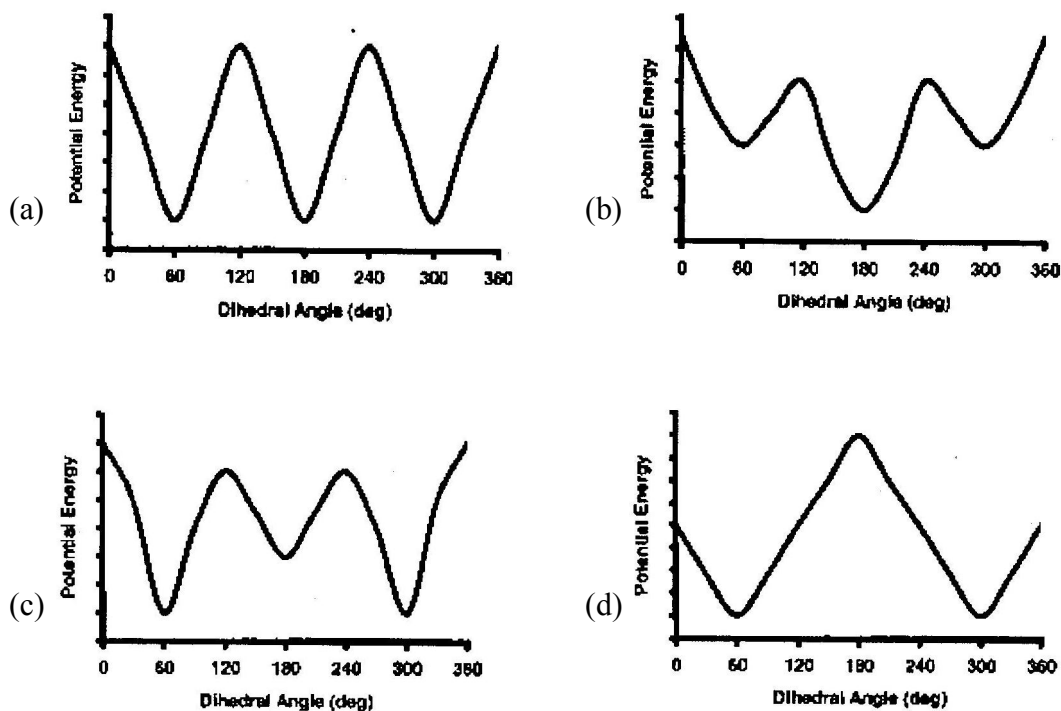 (a)
Potential Energy
0 60 120 180 240 300 360
Dihedral Angle (deg)
(b)
Potential Energy
0 60 120 180 240 300 360
Dihedral Angle (deg)
(c)
Potential Energy
0 60 120 180 240 300 360
Dihedral Angle (deg)
(d)
Potential Energy
0 60 120 180 240 300 360
Dihedral Angle (deg)